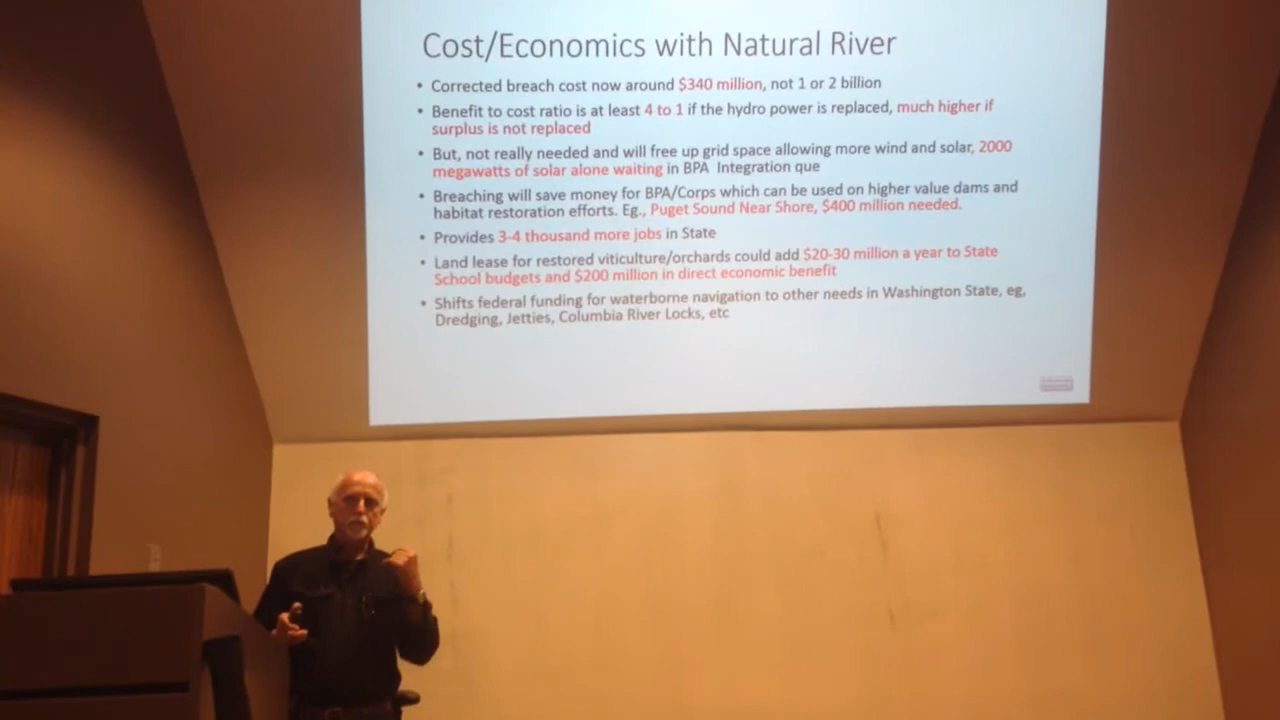 Cost/Economics with Natural River
• Corrected breach cost now around $340 million, not 1 or 2 billion
• Benefit to cost ratio is at least 4 to 1 if the hydro power is replaced, much higher if
surplus is not replaced
• But, not really needed and will free up grid space allowing more wind and solar, 2000
megawatts of solar alone waiting in BPA Integration que
• Breaching will save money for BPA/Corps which can be used on higher value dams and
habitat restoration efforts. Eg., Puget Sound Near Shore, $400 million needed.
• Provides 3-4 thousand more jobs in State
• Land lease for restored viticulture/orchards could add $20-30 million a year to State
School budgets and $200 million in direct economic benefit
• Shifts federal funding for waterborne navigation to other needs in Washington State, eg,
Dredging, Jetties, Columbia River Locks, etc